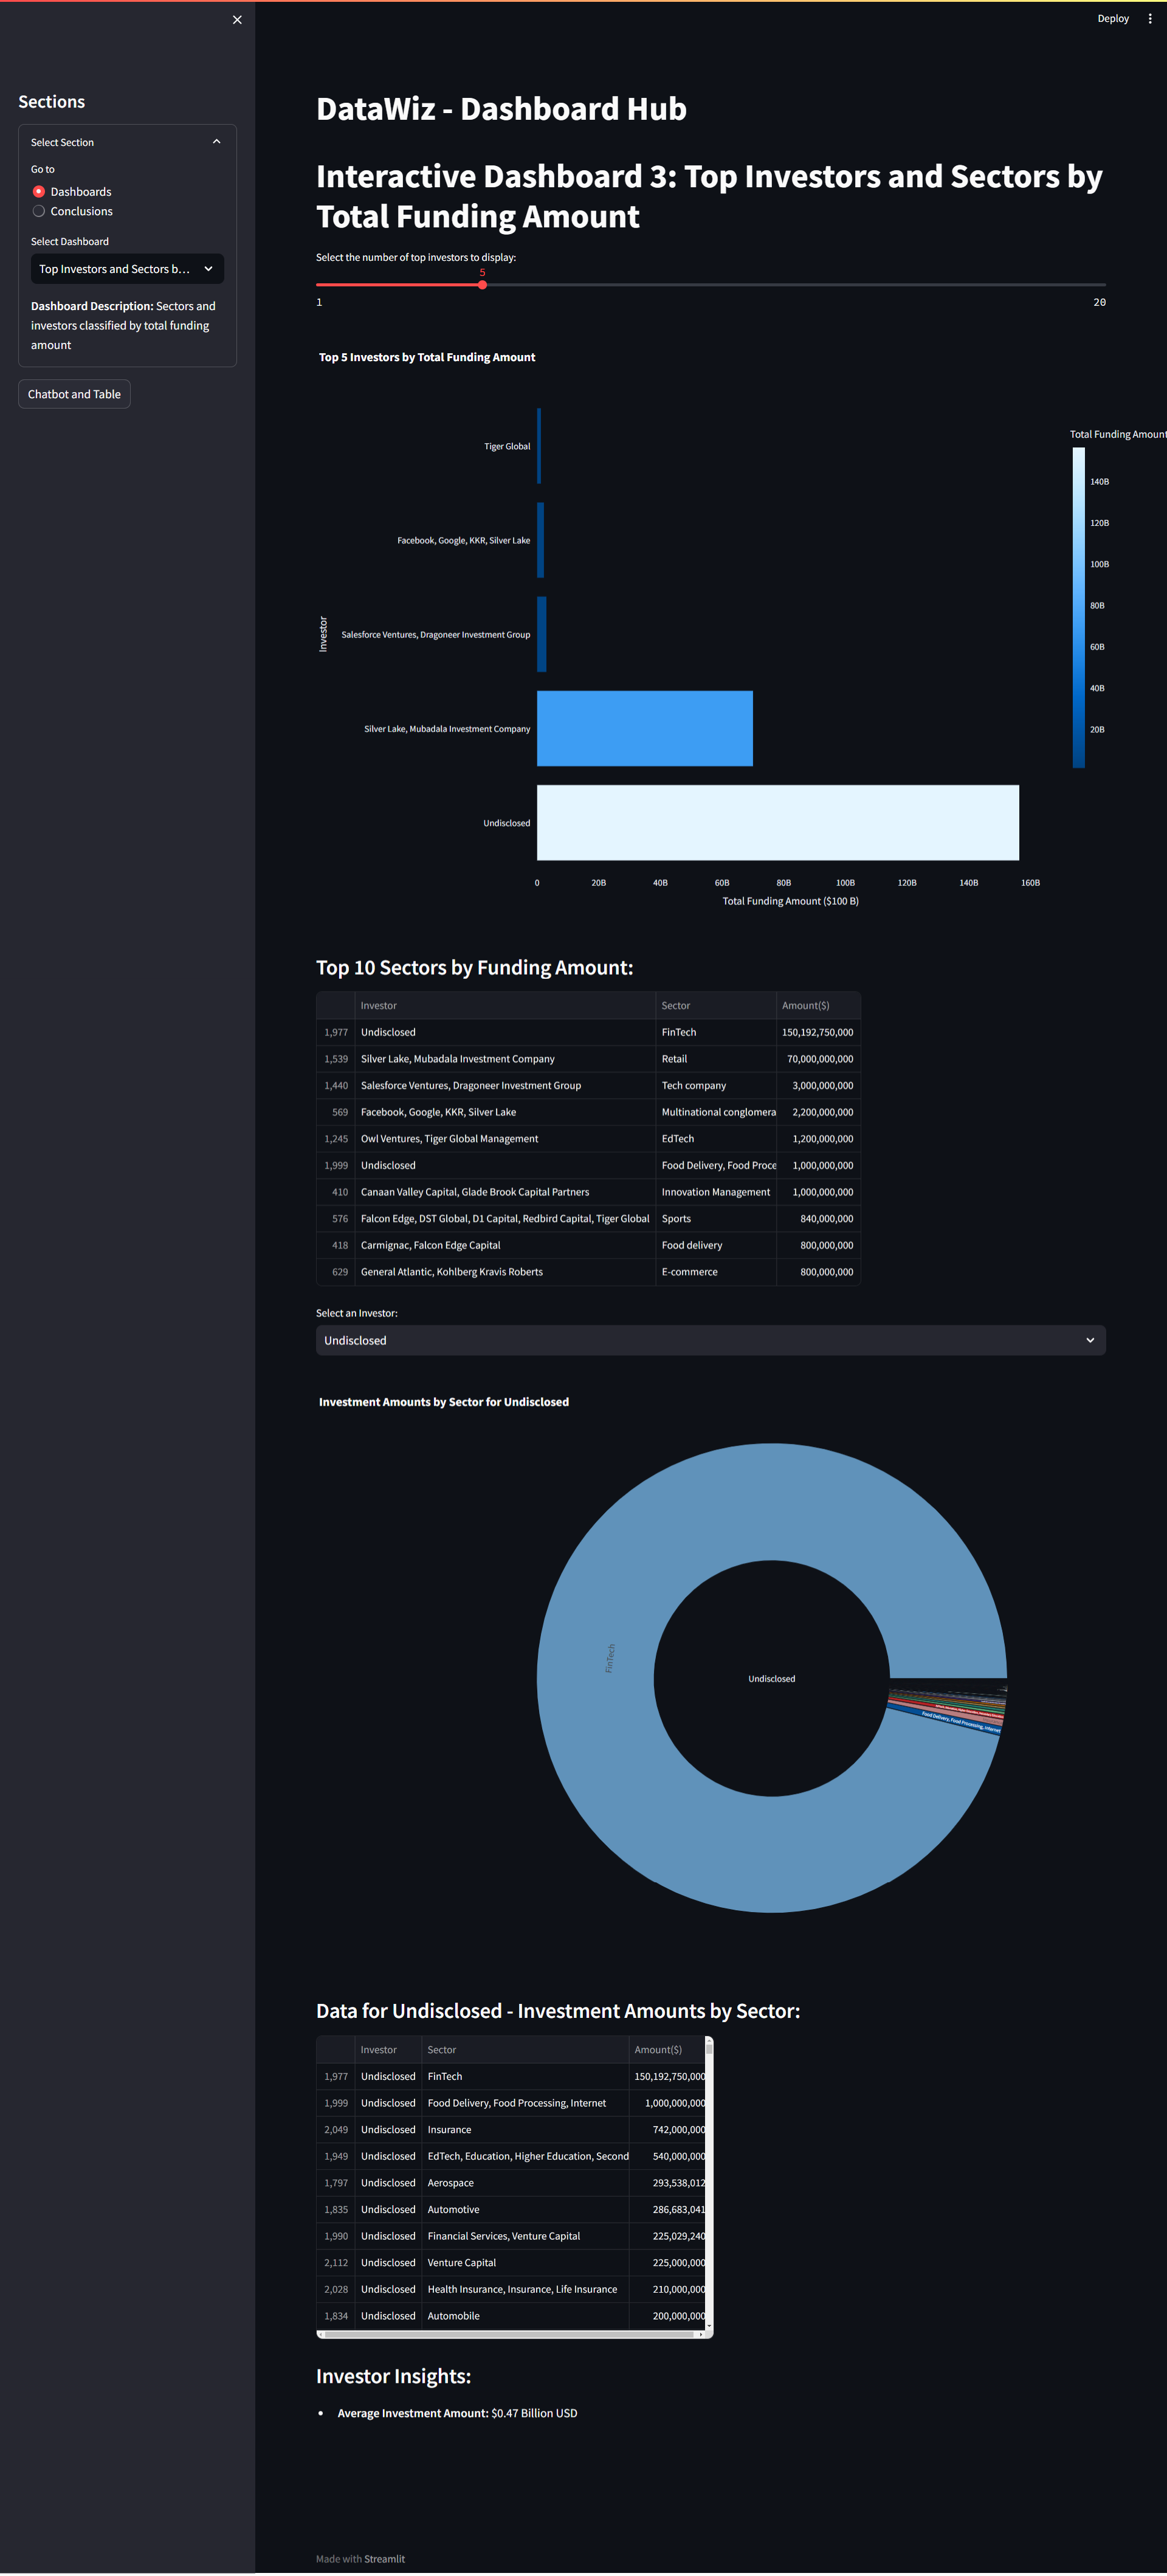 Deploy
Sections
Select Section
Go to
Dashboards
Conclusions
Select Dashboard
Top Investors and Sectors b...
Dashboard Description: Sectors and
investors classified by total funding
amount
Chatbot and Table
DataWiz - Dashboard Hub
Interactive Dashboard 3: Top Investors and Sectors by
Total Funding Amount
Select the number of top investors to display:
5
1 20
Top 5 Investors by Total Funding Amount
Total Funding Amount
140B
120B
100B
80B
60B
40B
20B
Investor
Tiger Global
Facebook, Google, KKR, Silver Lake
Salesforce Ventures, Dragoneer Investment Group
Silver Lake, Mubadala Investment Company
Undisclosed
0 20B 40B 60B 80B 100B 120B 140B 160B
Total Funding Amount ($100 B)
Top 10 Sectors by Funding Amount:
Investor Sector Amount($)
1,977 Undisclosed FinTech 150,192,750,000
1,539 Silver Lake, Mubadala Investment Company Retail 70,000,000,000
1,440 Salesforce Ventures, Dragoneer Investment Group Tech company 3,000,000,000
569 Facebook, Google, KKR, Silver Lake Multinational conglomera 2,200,000,000
1,245 Owl Ventures, Tiger Global Management EdTech 1,200,000,000
1,999 Undisclosed Food Delivery, Food Proce 1,000,000,000
410 Canaan Valley Capital, Glade Brook Capital Partners Innovation Management 1,000,000,000
576 Falcon Edge, DST Global, D1 Capital, Redbird Capital, Tiger Global Sports 840,000,000
418 Carmignac, Falcon Edge Capital Food delivery 800,000,000
629 General Atlantic, Kohlberg Kravis Roberts E-commerce 800,000,000
Select an Investor:
Undisclosed
Investment Amounts by Sector for Undisclosed
FinTech
Undisclosed
Food Delivery, Food Processing, Internet
Data for Undisclosed - Investment Amounts by Sector:
Investor Sector Amount($)
1,977 Undisclosed FinTech 150,192,750,000
1,999 Undisclosed Food Delivery, Food Processing, Internet 1,000,000,000
2,049 Undisclosed Insurance 742,000,000
1,949 Undisclosed EdTech, Education, Higher Education, Second 540,000,000
1,797 Undisclosed Aerospace 293,538,012
1,835 Undisclosed Automotive 286,683,041
1,990 Undisclosed Financial Services, Venture Capital 225,029,240
2,112 Undisclosed Venture Capital 225,000,000
2,028 Undisclosed Health Insurance, Insurance, Life Insurance 210,000,000
1,834 Undisclosed Automobile 200,000,000
Investor Insights:
Average Investment Amount: $0.47 Billion USD
Made with Streamlit